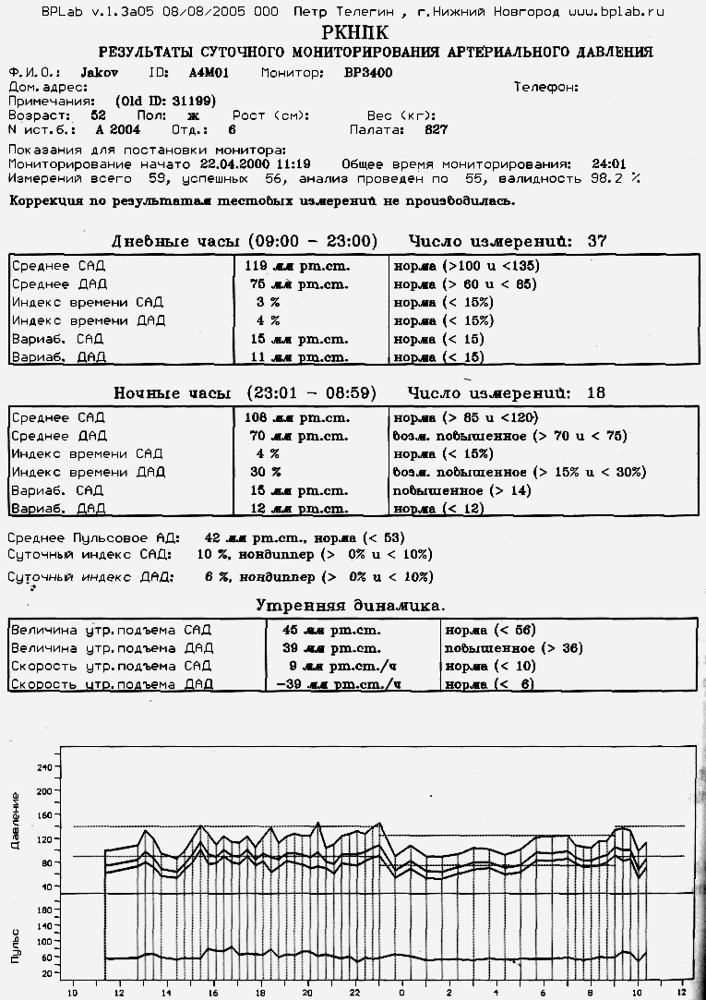 BPLab v.1.3a05 08/08/2005 000 Петр Телегин , г.Нижний Новгород www.bplab.ru
РКНПК
РЕЗУЛЬТАТЫ СУТОЧНОГО МОНИТОРИРОВАНИЯ АРТЕРИАЛЬНОГО ДАВЛЕНИЯ
Ф.И.О.: Jakov ID: A4M01 Монитор: BP3400
Дом.адрес: Телефон:
Примечания: (Old ID: 31199)
Возраст: 52 Пол: ж Рост (см): Вес (кг):
N ист.б.: A 2004 Отд.: 6 Палата: 627
Показания для постановки монитора:
Мониторирование начато 22.04.2000 11:19 Общее время мониторирования: 24:01
Измерений всего 59, успешных 56, анализ проведен по 55, валидность 98.2 %
Коррекция по результатам тестовых измерений не производилась.
Дневные часы (09:00 - 23:00) Число измерений: 37
Среднее САД 119 мм рт.ст. норма (>100 и <135)
Среднее ДАД 75 мм рт.ст. норма (> 60 и < 85)
Индекс времени САД 3 % норма (< 15%)
Индекс времени ДАД 4 % норма (< 15%)
Вариаб. САД 15 мм рт.ст. норма (< 15)
Вариаб. ДАД 11 мм рт.ст. норма (< 15)
Ночные часы (23:01 - 08:59) Число измерений: 18
Среднее САД 108 мм рт.ст. норма (> 85 и <120)
Среднее ДАД 70 мм рт.ст. возм. повышенное (> 70 и < 75)
Индекс времени САД 4 % норма (< 15%)
Индекс времени ДАД 30 % возм. повышенное (> 15% и < 30%)
Вариаб. САД 15 мм рт.ст. повышенное (> 14)
Вариаб. ДАД 12 мм рт.ст. норма (< 12)
Среднее Пульсовое АД: 42 мм рт.ст., норма (< 53)
Суточный индекс САД: 10 %, нондиппер (> 0% и < 10%)
Суточный индекс ДАД: 6 %, нондиппер (> 0% и < 10%)
Утренняя динамика.
Величина утр.подъема САД 45 мм рт.ст. норма (< 56)
Величина утр.подъема ДАД 39 мм рт.ст. повышенное (> 36)
Скорость утр.подъема САД 9 мм рт.ст./ч норма (< 10)
Скорость утр.подъема ДАД -39 мм рт.ст./ч норма (< 6)
Давление
240
200
160
120
80
40
Пульс
180
140
100
60
20
10 12 14 16 18 20 22 0 2 4 6 8 10 12